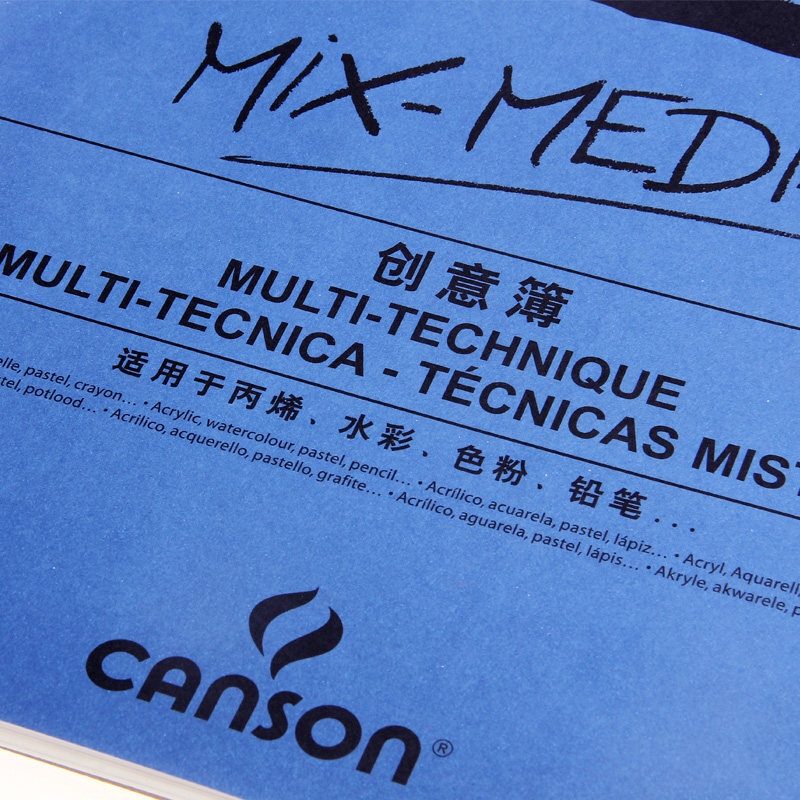 MiX-MEDI
创意簿
MULTI-TECHNIQUE
MULTI-TECNICA - TÉCNICAS MIST
适用于丙烯、水彩、色粉、铅笔...
elle, pastel, crayon... • Acrylic, watercolour, pastel, pencil... • Acrílico, acuarela, pastel, lápiz... • Acryl, Aquarell,
stel, potlood... • Acrilico, acquerello, pastello, grafite... • Acrílico, aguarela, pastel, lápis... • Akryle, akwarele, p
CANSON®